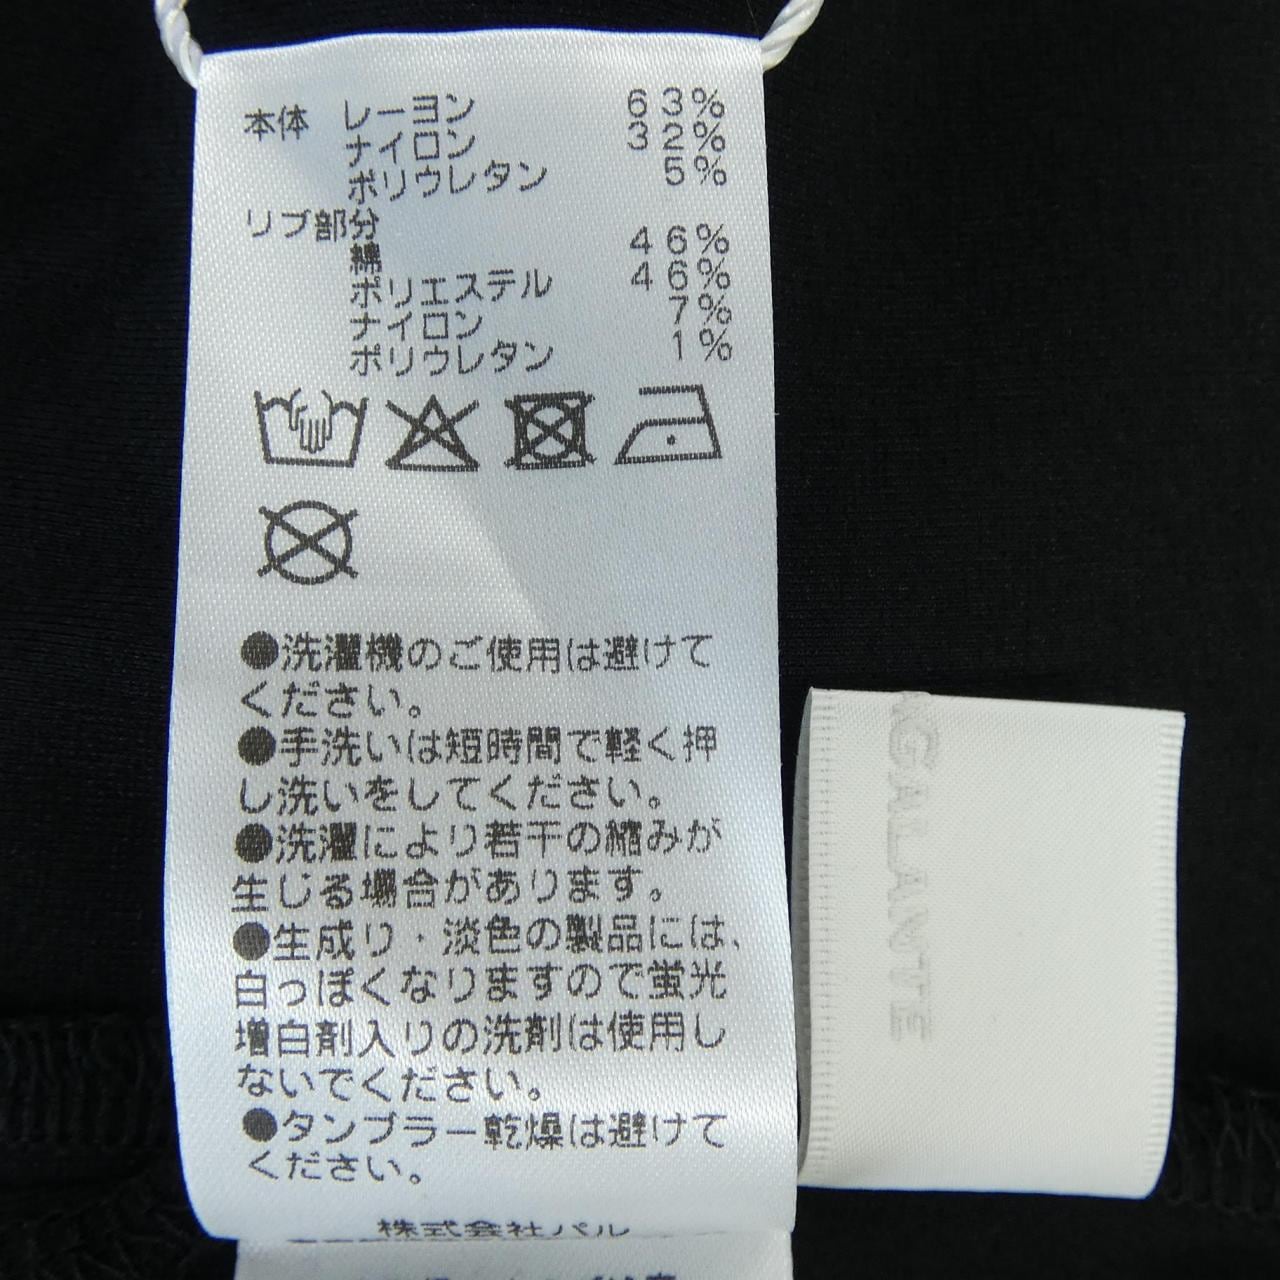 本体 レーヨン 63%
ナイロン 32%
ポリウレタン 5%
リブ部分
綿 46%
ポリエステル 46%
ナイロン 7%
ポリウレタン 1%
●洗濯機のご使用は避けて
ください。
●手洗いは短時間で軽く押
し洗いをしてください。
●洗濯により若干の縮みが
生じる場合があります。
●生成り・淡色の製品には、
白っぽくなりますので蛍光
増白剤入りの洗剤は使用し
ないでください。
●タンブラー乾燥は避けて
ください。
株式会社パル
NGALANTE